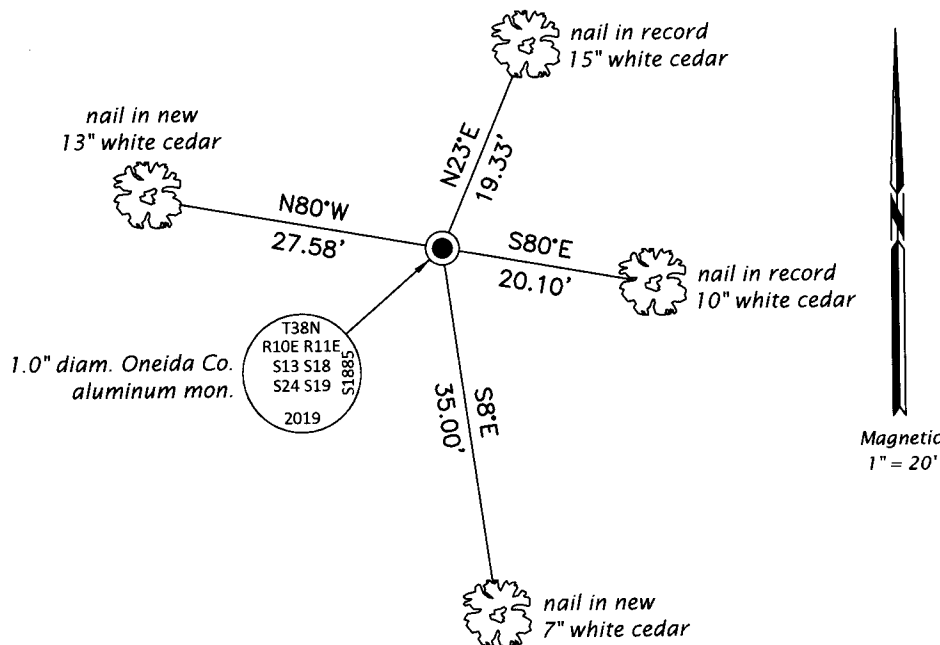 nail in record
15" white cedar
nail in new
13" white cedar
N23°E
19.33'
N80°W
27.58'
S80°E
20.10'
nail in record
10" white cedar
1.0" diam. Oneida Co.
aluminum mon.
T38N
R10E R11E
S13 S18
S24 S19
S1885
2019
S8°E
35.00'
N
Magnetic
1" = 20'
nail in new
7" white cedar